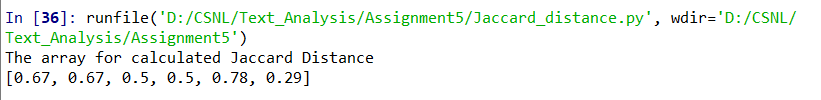 In [36]: runfile('D:/CSNL/Text_Analysis/Assignment5/Jaccard_distance.py', wdir='D:/CSNL/
Text_Analysis/Assignment5')
The array for calculated Jaccard Distance
[0.67, 0.67, 0.5, 0.5, 0.78, 0.29]